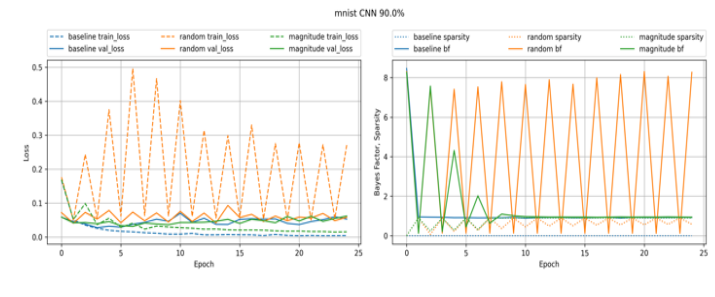 mnist CNN 90.0%
baseline train_loss random train_loss magnitude train_loss
baseline val_loss random val_loss magnitude val_loss
0.5
0.4
0.3
0.2
0.1
0.0
Loss
0 5 10 15 20 25
Epoch
baseline sparsity random sparsity magnitude sparsity
baseline bf random bf magnitude bf
8
6
4
2
0
Bayes Factor, Sparsity
0 5 10 15 20 25
Epoch